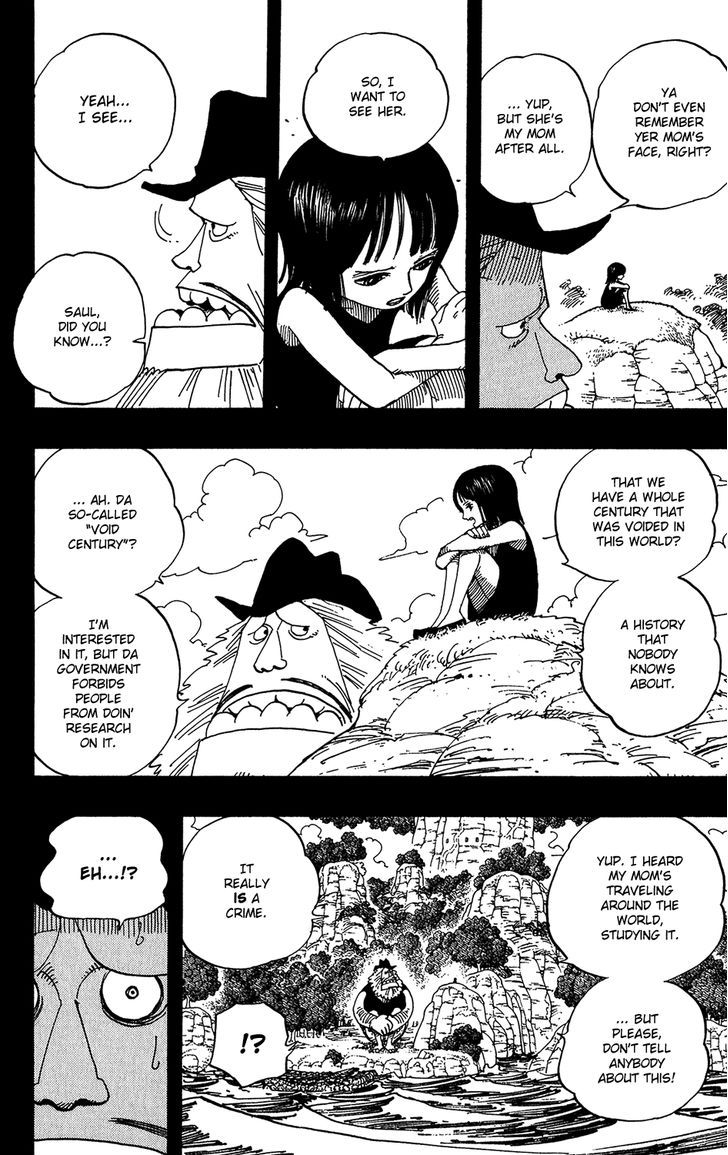 YA
DON'T EVEN
REMEMBER
YER MOM'S
FACE, RIGHT?
... YUP,
BUT SHE'S
MY MOM
AFTER ALL.
SO, I
WANT TO
SEE HER.
YEAH...
I SEE...
SAUL,
DID YOU
KNOW...?
THAT WE
HAVE A WHOLE
CENTURY THAT
WAS VOIDED IN
THIS WORLD?
A HISTORY
THAT
NOBODY
KNOWS
ABOUT.
... AH. DA
SO-CALLED
"VOID
CENTURY"?
I'M
INTERESTED
IN IT, BUT DA
GOVERNMENT
FORBIDS
PEOPLE
FROM DOIN'
RESEARCH
ON IT.
YUP. I HEARD
MY MOM'S
TRAVELING
AROUND THE
WORLD,
STUDYING IT.
... BUT
PLEASE,
DON'T TELL
ANYBODY
ABOUT THIS!
IT
REALLY
IS A
CRIME.
!?
...
EH...!?